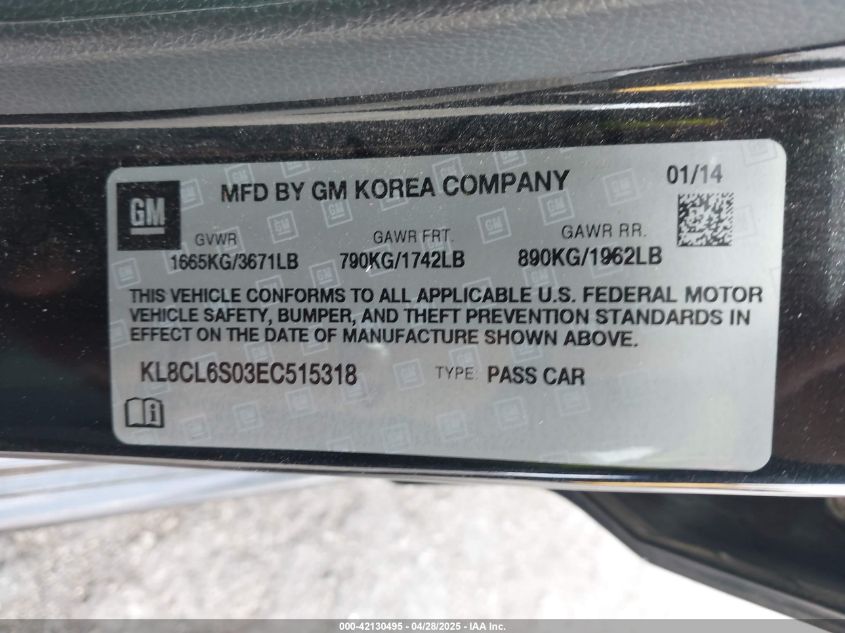 GM
MFD BY GM KOREA COMPANY
01/14
GVWR
GAWR FRT.
GAWR RR.
1665KG/3671LB
790KG/1742LB
890KG/1962LB
THIS VEHICLE CONFORMS TO ALL APPLICABLE U.S. FEDERAL MOTOR
VEHICLE SAFETY, BUMPER, AND THEFT PREVENTION STANDARDS IN
EFFECT ON THE DATE OF MANUFACTURE SHOWN ABOVE.
KL8CL6S03EC515318
TYPE: PASS CAR
000-42130495 - 04/28/2025 - IAA Inc.